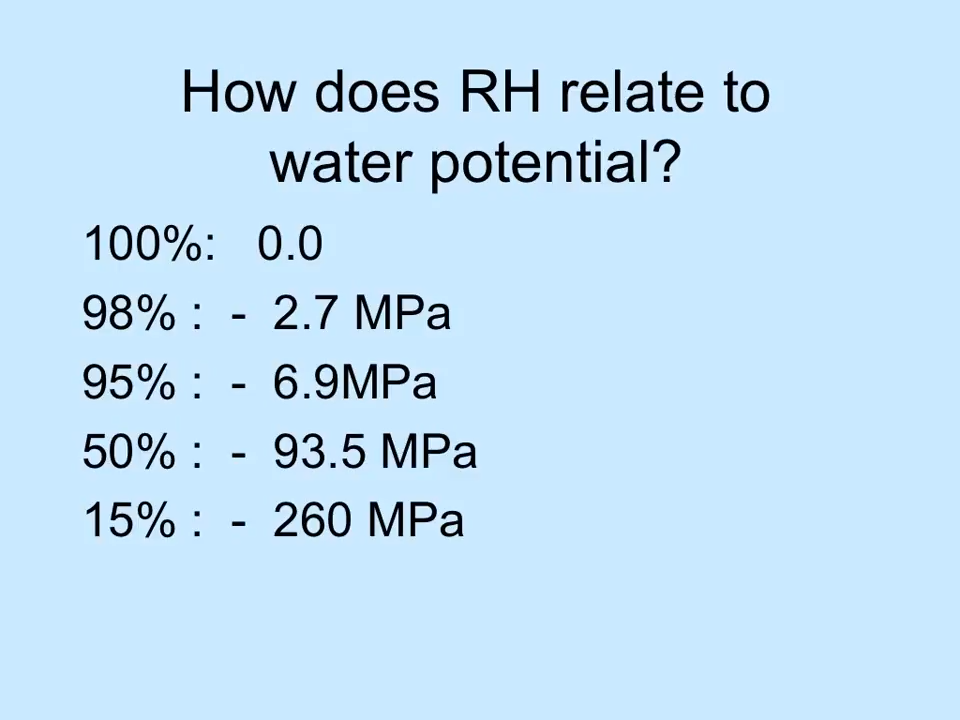 How does RH relate to
water potential?
100%: 0.0
98% : - 2.7 MPa
95% : - 6.9MPa
50% : - 93.5 MPa
15% : - 260 MPa